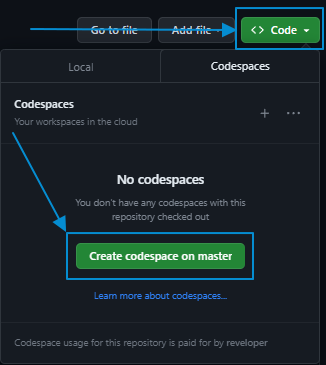 Go to file Add file <> Code
Local Codespaces
Codespaces
Your workspaces in the cloud
No codespaces
You don't have any codespaces with this
repository checked out
Create codespace on master
Learn more about codespaces...
Codespace usage for this repository is paid for by reveloper